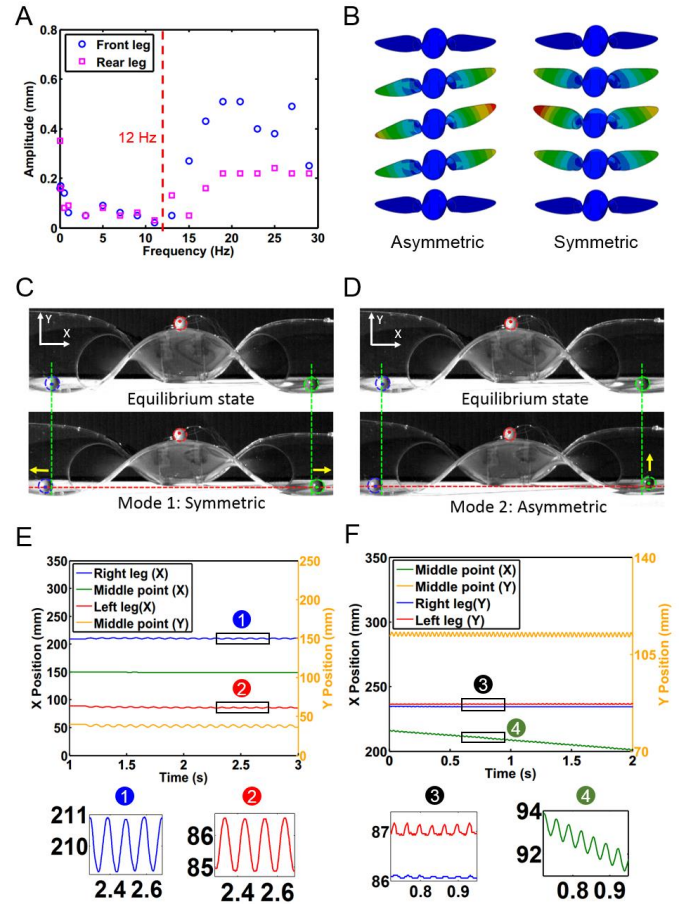 A
0.8
0.6
0.4
0.2
0
0
5
10
15
20
25
30
Amplitude (mm)
Frequency (Hz)
Front leg
Rear leg
12 Hz
B
Asymmetric
Symmetric
C
Y
X
Equilibrium state
Mode 1: Symmetric
D
Y
X
Equilibrium state
Mode 2: Asymmetric
E
350
300
250
200
150
100
50
0
X Position (mm)
Right leg (X)
Middle point (X)
Left leg(X)
Middle point (Y)
1
2
250
200
150
100
50
0
Y Position (mm)
1
1.5
2
2.5
3
Time (s)
F
350
300
250
200
X Position (mm)
Middle point (X)
Middle point (Y)
Right leg(Y)
Left leg (Y)
3
4
140
105
70
Y Position (mm)
0
0.5
1
1.5
2
Time (s)
1
211
210
2.4 2.6
2
86
85
2.4 2.6
3
87
86
0.8 0.9
4
94
92
0.8 0.9